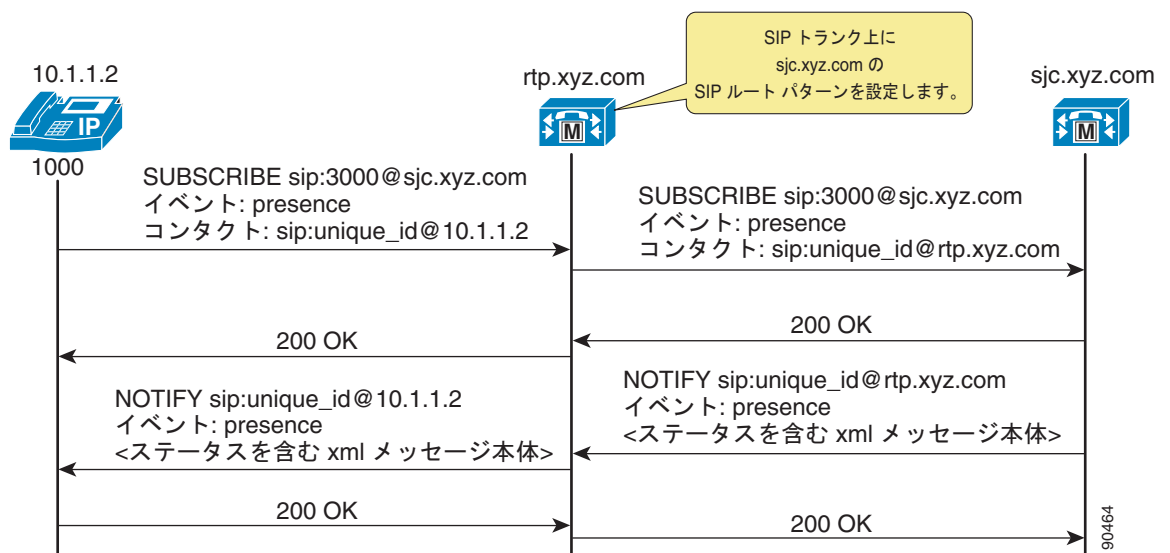 SIP トランク上に
sjc.xyz.com の
SIP ルート パターンを設定します。
10.1.1.2
rtp.xyz.com
sjc.xyz.com
IP
M
M
1000
SUBSCRIBE sip:3000@sjc.xyz.com
イベント: presence
コンタクト: sip:unique_id@10.1.1.2
SUBSCRIBE sip:3000@sjc.xyz.com
イベント: presence
コンタクト: sip:unique_id@rtp.xyz.com
200 OK
200 OK
NOTIFY sip:unique_id@10.1.1.2
イベント: presence
<ステータスを含む xml メッセージ本体>
NOTIFY sip:unique_id@rtp.xyz.com
イベント: presence
<ステータスを含む xml メッセージ本体>
200 OK
200 OK
90464